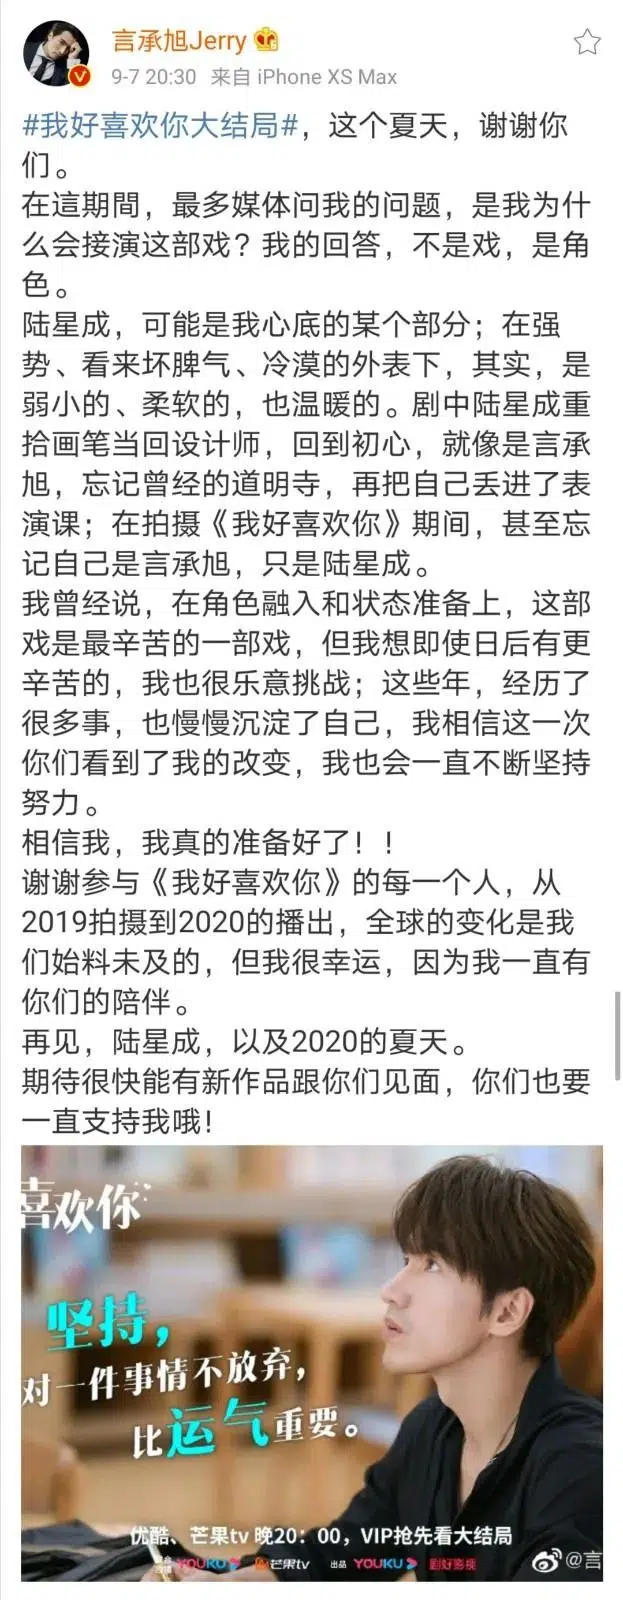 言承旭Jerry
9-7 20:30 来自 iPhone XS Max
#我好喜欢你大结局#，这个夏天，谢谢你
们。
在這期間，最多媒体问我的问题，是我为什
么会接演这部戏？我的回答，不是戏，是角
色。
陆星成，可能是我心底的某个部分；在强
势、看来坏脾气、冷漠的外表下，其实，是
弱小的、柔软的，也温暖的。剧中陆星成重
拾画笔当回设计师，回到初心，就像是言承
旭，忘记曾经的道明寺，再把自己丢进了表
演课；在拍摄《我好喜欢你》期间，甚至忘
记自己是言承旭，只是陆星成。
我曾经说，在角色融入和状态准备上，这部
戏是最辛苦的一部戏，但我想即使日后有更
辛苦的，我也很乐意挑战；这些年，经历了
很多事，也慢慢沉淀了自己，我相信这一次
你们看到了我的改变，我也会一直不断坚持
努力。
相信我，我真的准备好了！！
谢谢参与《我好喜欢你》的每一个人，从
2019拍摄到2020的播出，全球的变化是我
们始料未及的，但我很幸运，因为我一直有
你们的陪伴。
再见，陆星成，以及2020的夏天。
期待很快能有新作品跟你们见面，你们也要
一直支持我哦！
喜欢你
坚持，
对一件事情不放弃，
比运气重要。
优酷、芒果tv 晚20：00，VIP抢先看大结局
YOUKU 芒果tv 出品 YOUKU 剧好影视
@言